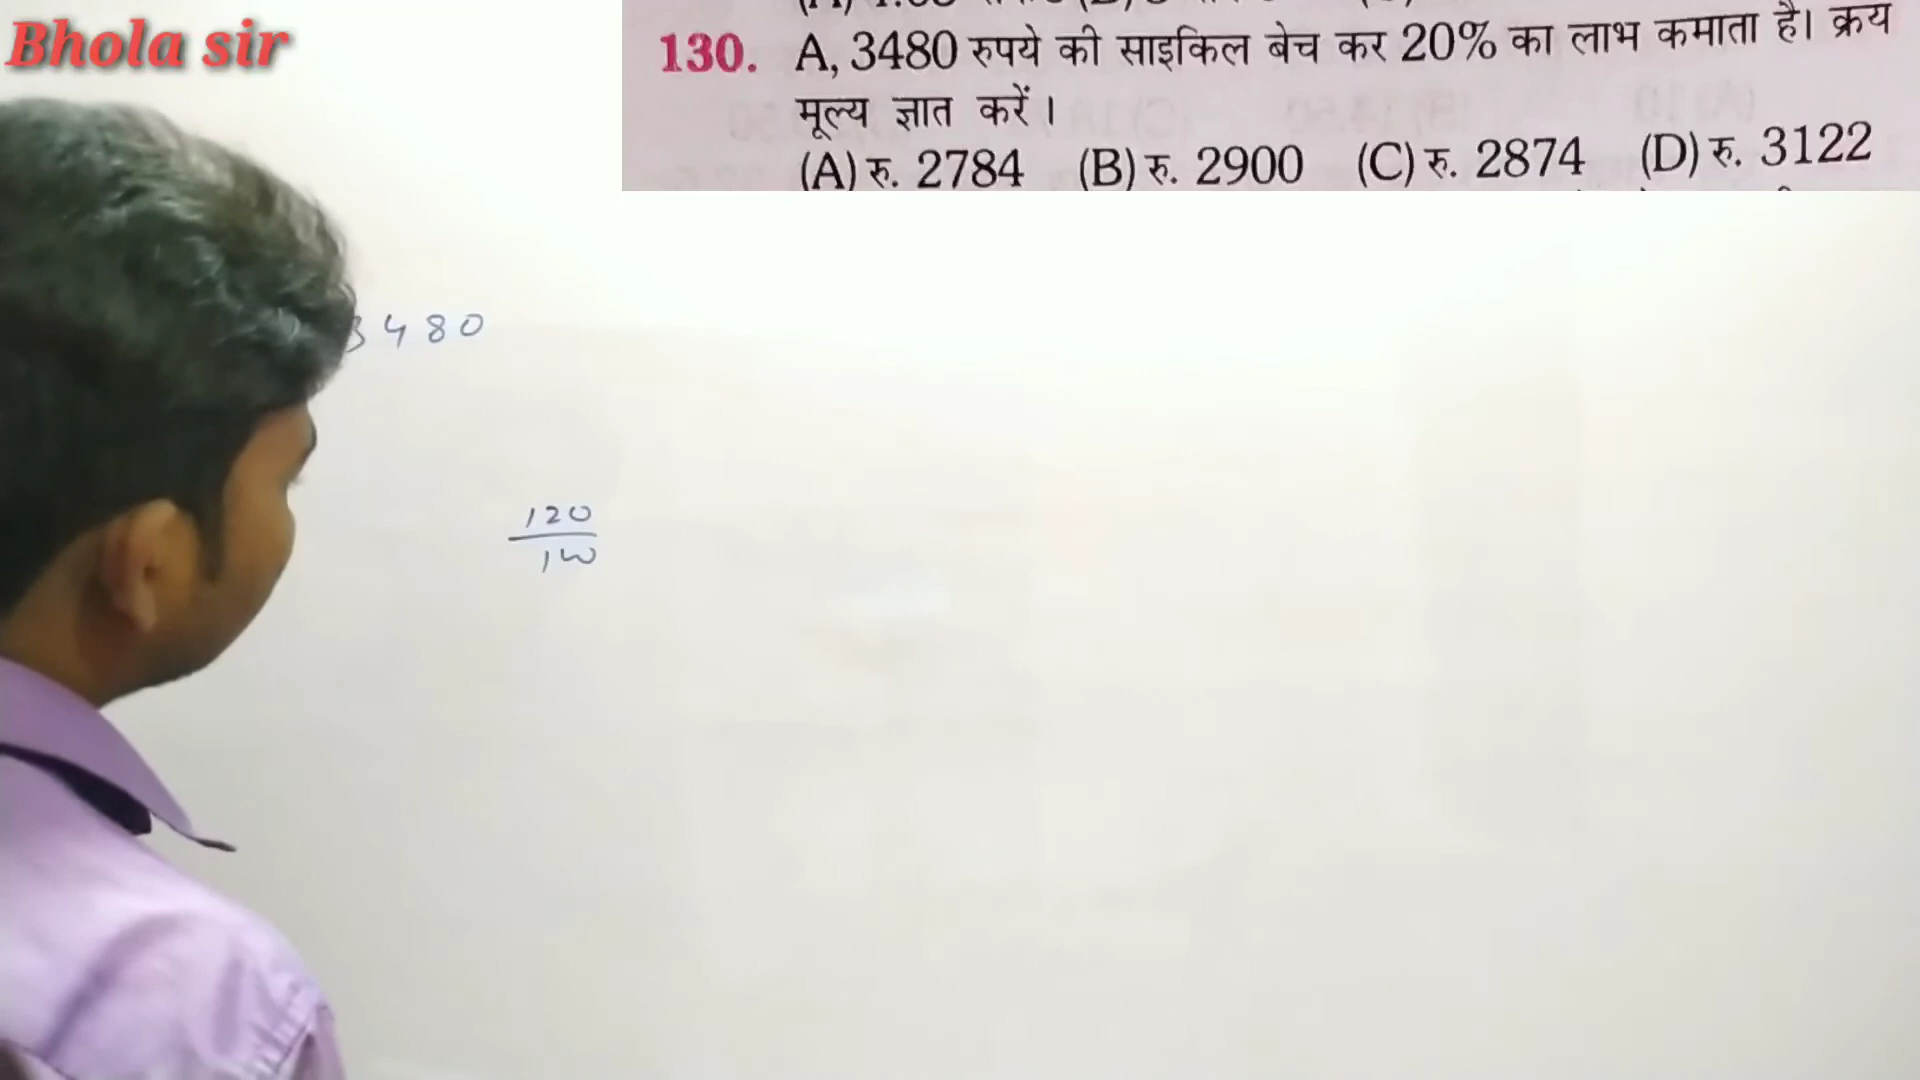 Bhola sir
130. A, 3480 रुपये की साइकिल बेच कर 20% का लाभ कमाता है। क्रय
मूल्य ज्ञात करें।
(A) रु. 2784 (B) रु. 2900 (C) रु. 2874 (D) रु. 3122
3480
120
100